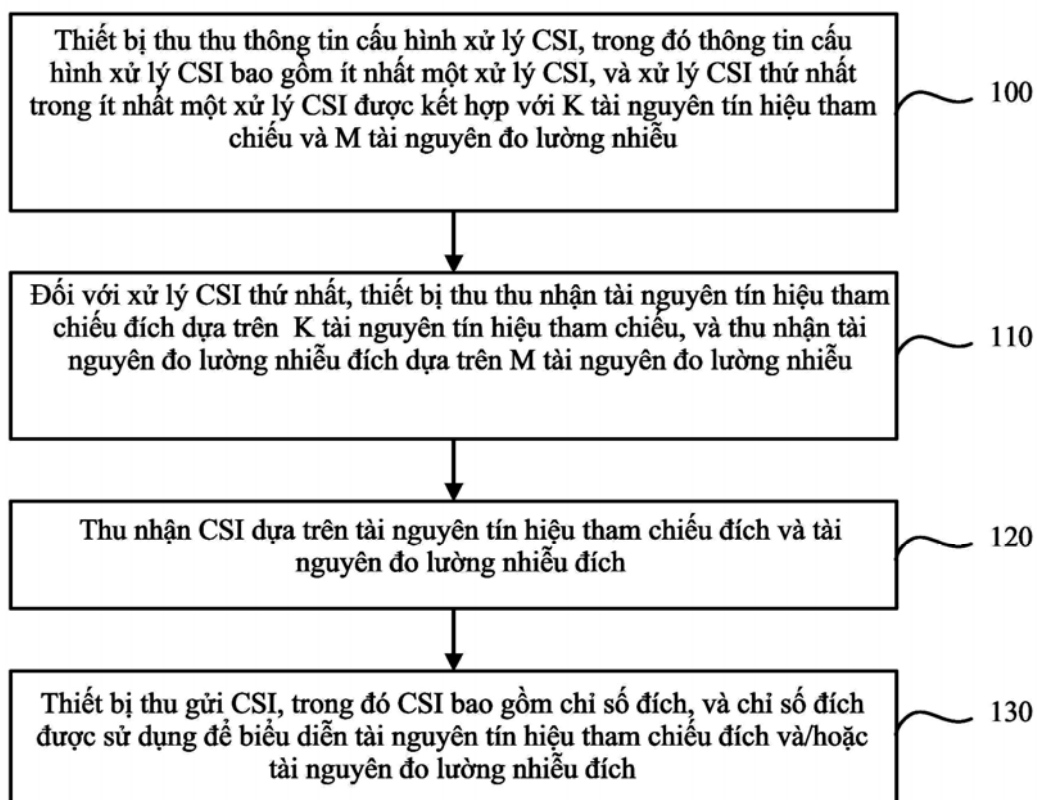 Thiết bị thu thu thông tin cấu hình xử lý CSI, trong đó thông tin cấu
hình xử lý CSI bao gồm ít nhất một xử lý CSI, và xử lý CSI thứ nhất
trong ít nhất một xử lý CSI được kết hợp với K tài nguyên tín hiệu tham
chiếu và M tài nguyên đo lường nhiễu
100
Đối với xử lý CSI thứ nhất, thiết bị thu thu nhận tài nguyên tín hiệu tham
chiếu đích dựa trên K tài nguyên tín hiệu tham chiếu, và thu nhận tài
nguyên đo lường nhiễu đích dựa trên M tài nguyên đo lường nhiễu
110
Thu nhận CSI dựa trên tài nguyên tín hiệu tham chiếu đích và tài
nguyên đo lường nhiễu đích
120
Thiết bị thu gửi CSI, trong đó CSI bao gồm chỉ số đích, và chỉ số đích
được sử dụng để biểu diễn tài nguyên tín hiệu tham chiếu đích và/hoặc
tài nguyên đo lường nhiễu đích
130